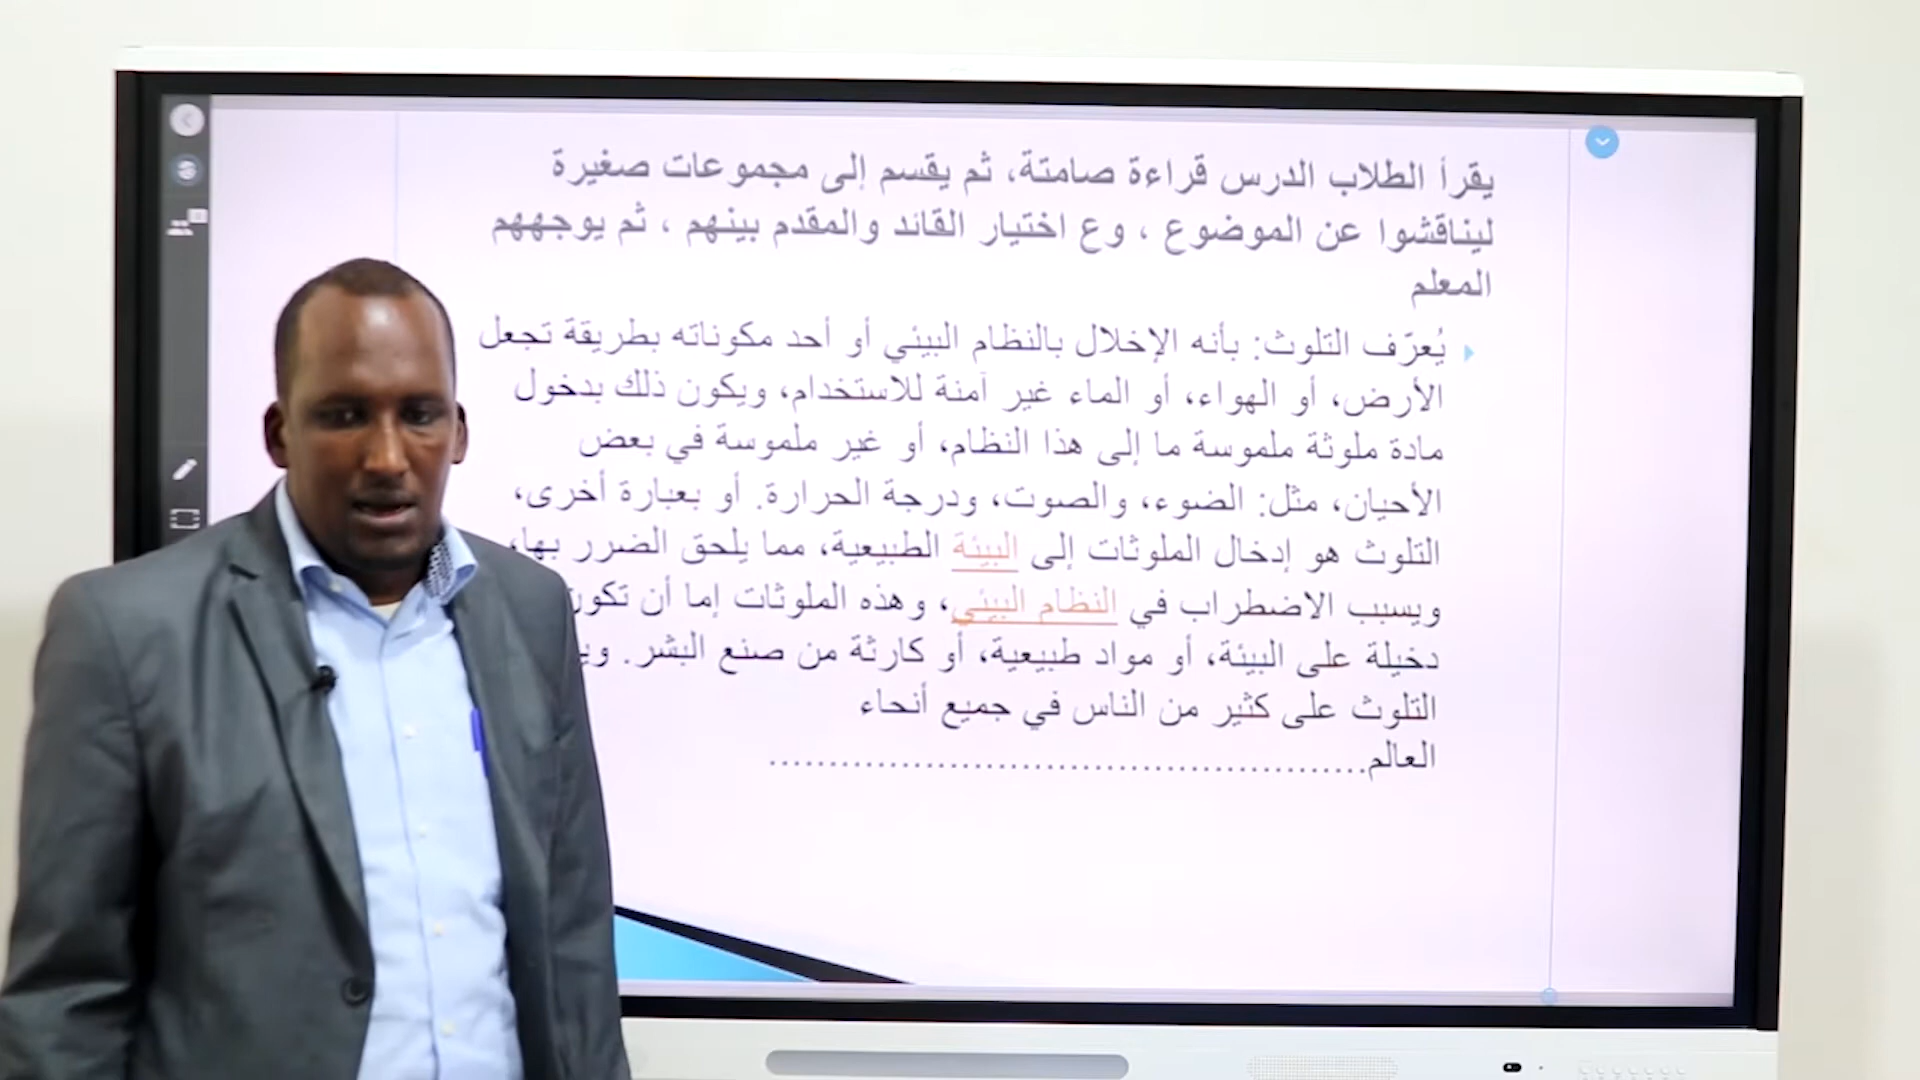 يقرأ الطلاب الدرس قراءة صامتة، ثم يقسم إلى مجموعات صغيرة
ليناقشوا عن الموضوع ، وع اختيار القائد والمقدم بينهم ، ثم يوجههم
المعلم
يُعرّف التلوث: بأنه الإخلال بالنظام البيئي أو أحد مكوناته بطريقة تجعل
الأرض، أو الهواء، أو الماء غير آمنة للاستخدام، ويكون ذلك بدخول
مادة ملوثة ملموسة ما إلى هذا النظام، أو غير ملموسة في بعض
الأحيان، مثل: الضوء، والصوت، ودرجة الحرارة. أو بعبارة أخرى،
التلوث هو إدخال الملوثات إلى البيئة الطبيعية، مما يلحق الضرر بها،
ويسبب الاضطراب في النظام البيئي، وهذه الملوثات إما أن تكون
دخيلة على البيئة، أو مواد طبيعية، أو كارثة من صنع البشر.
التلوث على كثير من الناس في جميع أنحاء
العالم..................................................